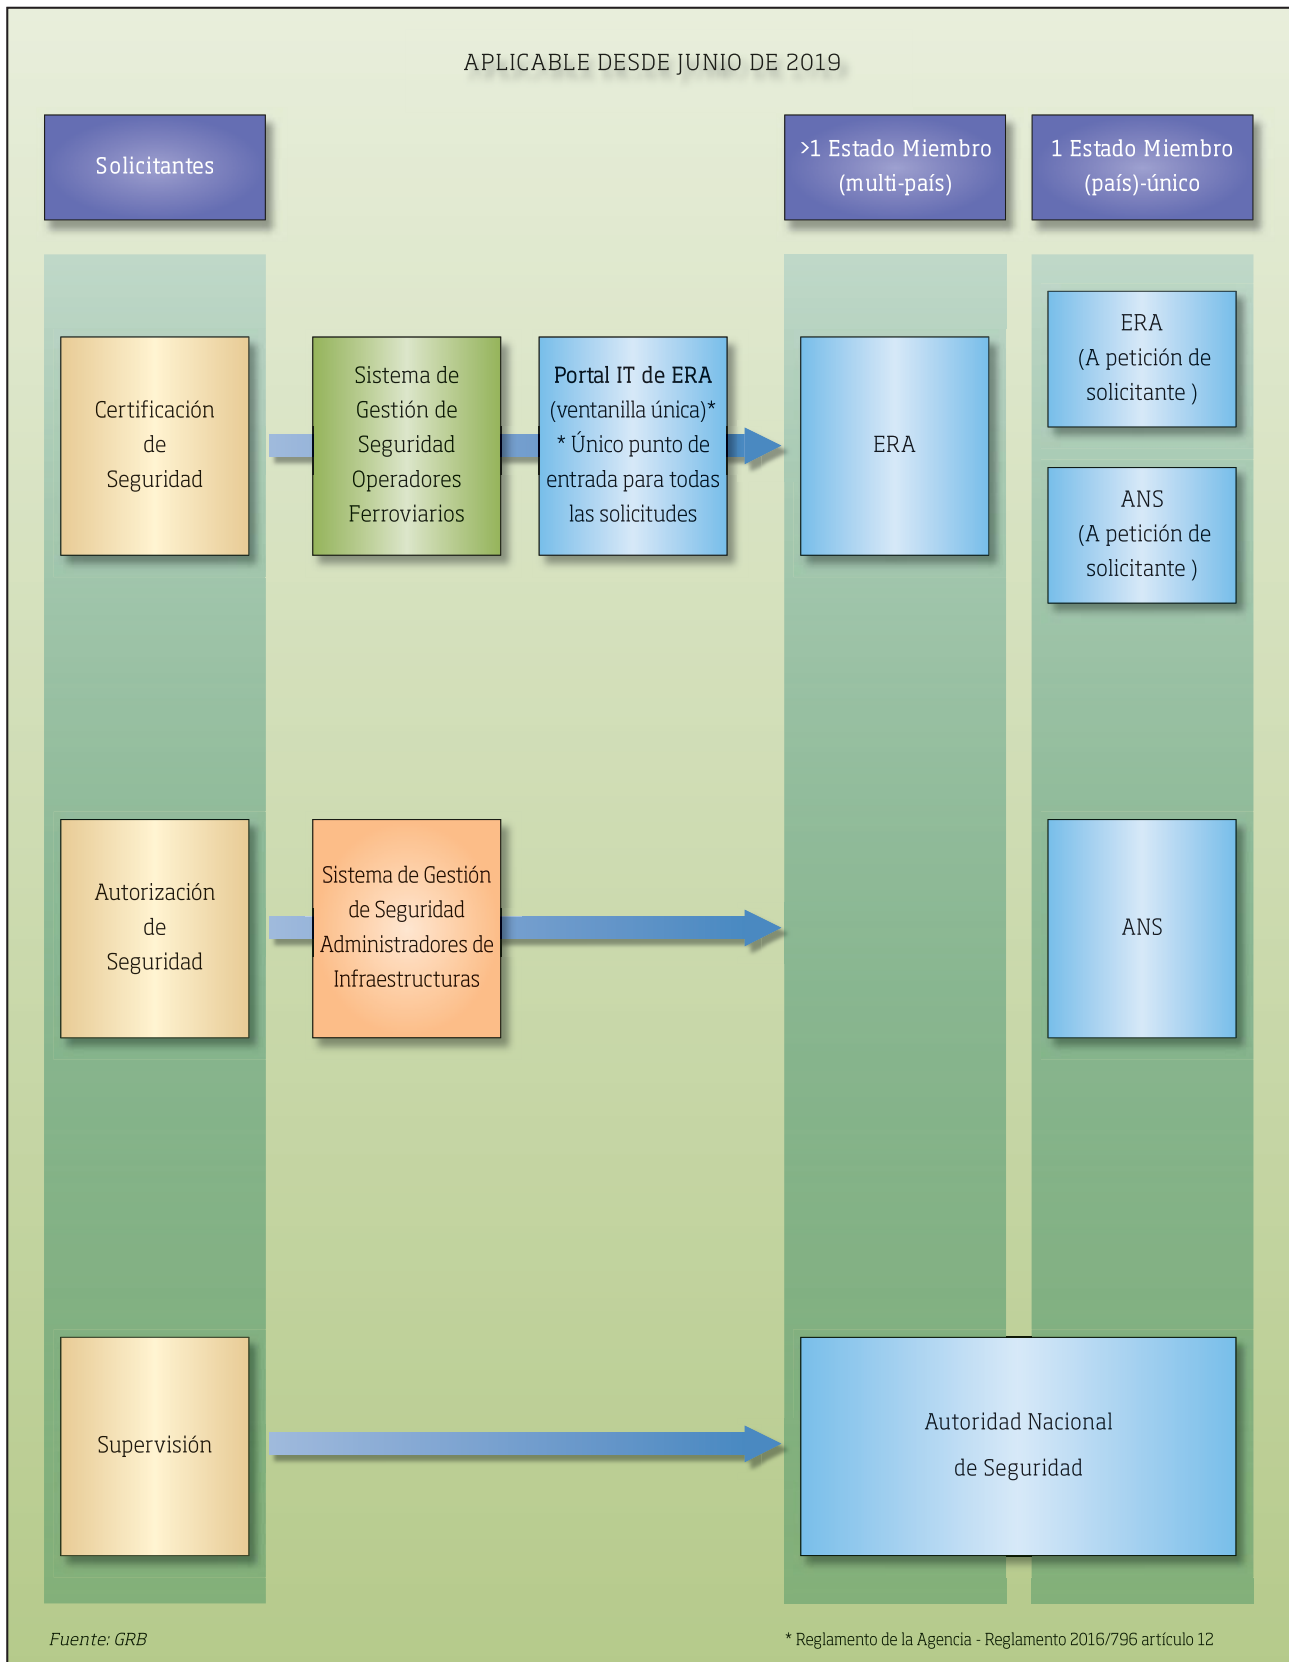 APLICABLE DESDE JUNIO DE 2019
Solicitantes
>1 Estado Miembro
(multi-país)
1 Estado Miembro
(país)-único
Certificación
de
Seguridad
Sistema de
Gestión de
Seguridad
Operadores
Ferroviarios
Portal IT de ERA
(ventanilla única)*
* Único punto de
entrada para todas
las solicitudes
ERA
ERA
(A petición de
solicitante )
ANS
(A petición de
solicitante )
Autorización
de
Seguridad
Sistema de Gestión
de Seguridad
Administradores de
Infraestructuras
ANS
Supervisión
Autoridad Nacional
de Seguridad
Fuente: GRB
* Reglamento de la Agencia - Reglamento 2016/796 artículo 12